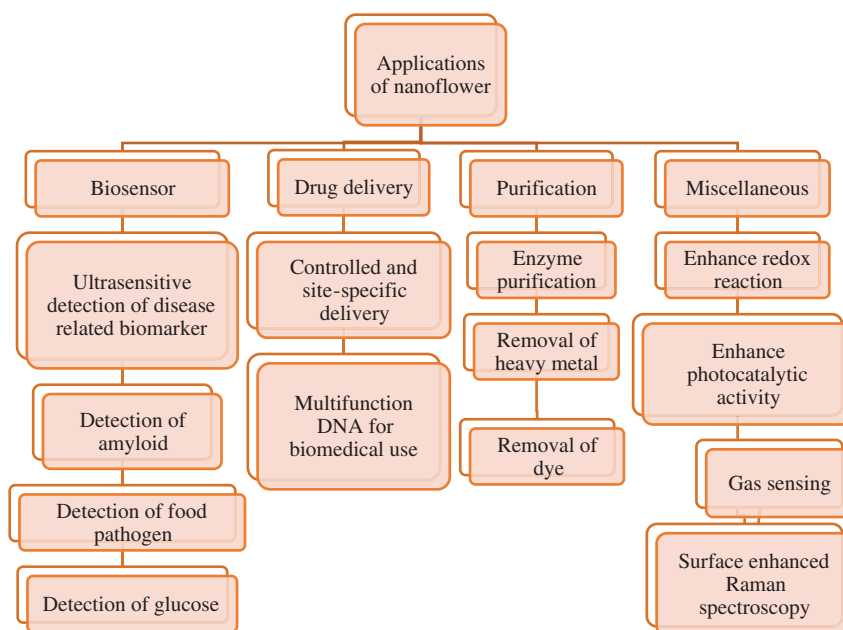 Applications
of nanoflower
Biosensor
Drug delivery
Purification
Miscellaneous
Ultrasensitive
detection of disease
related biomarker
Controlled and
site-specific
delivery
Enzyme
purification
Enhance redox
reaction
Removal of
heavy metal
Enhance
photocatalytic
activity
Multifunction
DNA for
biomedical use
Detection of
amyloid
Removal of
dye
Gas sensing
Detection of food
pathogen
Surface enhanced
Raman
spectroscopy
Detection of glucose